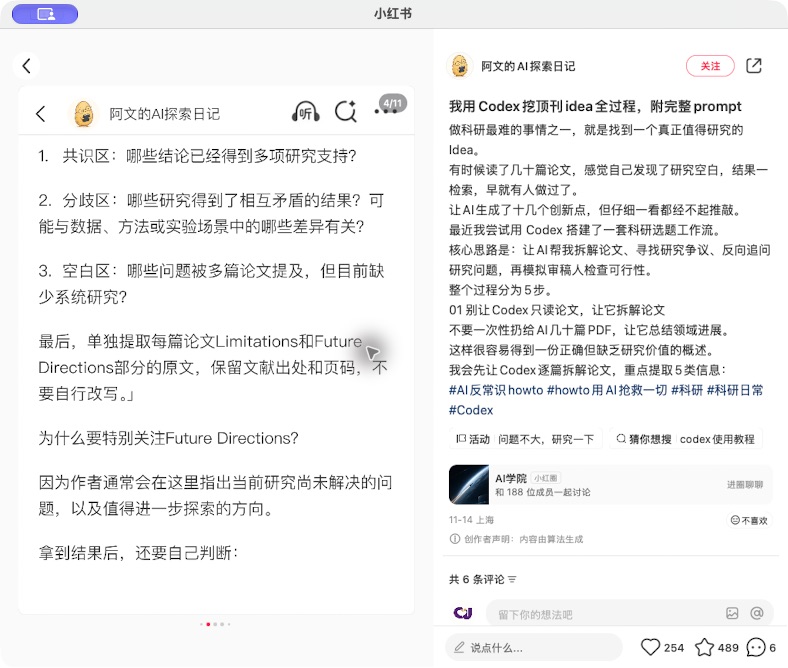 小红书
阿文的AI探索日记
听
4/11
1. 共识区：哪些结论已经得到多项研究支持？
2. 分歧区：哪些研究得到了相互矛盾的结果？可
能与数据、方法或实验场景中的哪些差异有关？
3. 空白区：哪些问题被多篇论文提及，但目前缺
少系统研究？
最后，单独提取每篇论文Limitations和Future
Directions部分的原文，保留文献出处和页码，不
要自行改写。」
为什么要特别关注Future Directions？
因为作者通常会在这里指出当前研究尚未解决的问
题，以及值得进一步探索的方向。
拿到结果后，还要自己判断：
阿文的AI探索日记
关注
我用 Codex 挖顶刊 idea 全过程，附完整 prompt
做科研最难的事情之一，就是找到一个真正值得研究的
Idea。
有时候读了几十篇论文，感觉自己发现了研究空白，结果一
检索，早就有人做过了。
让AI生成了十几个创新点，但仔细一看都经不起推敲。
最近我尝试用 Codex 搭建了一套科研选题工作流。
核心思路是：让AI帮我拆解论文、寻找研究争议、反向追问
研究问题，再模拟审稿人检查可行性。
整个过程分为5步。
01 别让Codex只读论文，让它拆解论文
不要一次性扔给AI几十篇PDF，让它总结领域进展。
这样很容易得到一份正确但缺乏研究价值的概述。
我会先让Codex逐篇拆解论文，重点提取5类信息：
#AI反常识howto #howto用AI抢救一切 #科研 #科研日常
#Codex
活动 问题不大，研究一下
猜你想搜 codex使用教程
AI学院 小红圈
和 188 位成员一起讨论
进圈聊聊
11-14 上海
不喜欢
创作者声明：内容由算法生成
共 6 条评论
CJ
留下你的想法吧
说点什么...
254
489
6